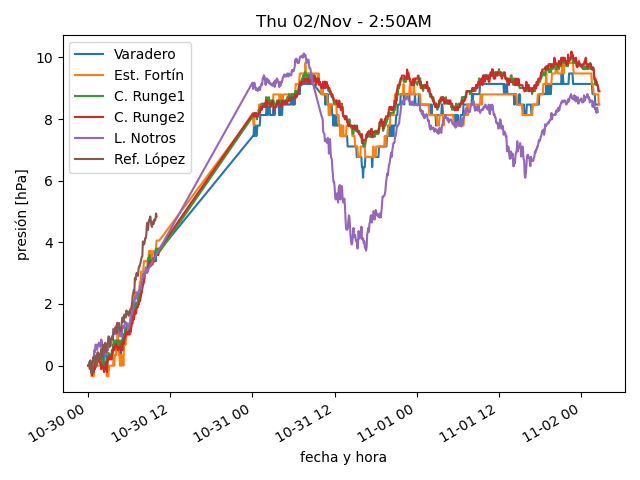 Thu 02/Nov - 2:50AM
Varadero
Est. Fortín
C. Runge1
C. Runge2
L. Notros
Ref. López
presión [hPa]
10
8
6
4
2
0
10-30 00
10-30 12
10-31 00
10-31 12
11-01 00
11-01 12
11-02 00
fecha y hora